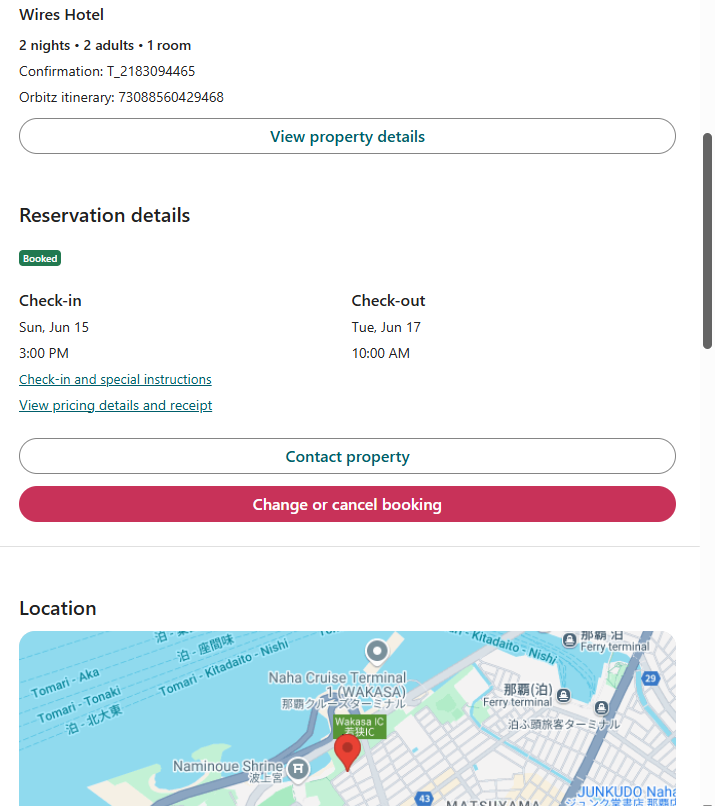 Wires Hotel
2 nights • 2 adults • 1 room
Confirmation: T_2183094465
Orbitz itinerary: 73088560429468
View property details
Reservation details
Booked
Check-in
Check-out
Sun, Jun 15
Tue, Jun 17
3:00 PM
10:00 AM
Check-in and special instructions
View pricing details and receipt
Contact property
Change or cancel booking
Location
泊 - 座間味
Tomari - Kitadaito - Nishi
Tomari - Aka
Tomari - Tonaki
泊 - 北大東
Tomari - Kitadaito - Nishi
Naha Cruise Terminal
1 (WAKASA)
那覇クルーズターミナル
那覇 泊
Ferry terminal
29
那覇(泊)
Ferry terminal
泊ふ頭旅客ターミナル
Wakasa IC
若狭IC
Naminoue Shrine
波上宮
43
MATSUYAMA
JUNKUDO Naha
ジュンク堂書店 那覇